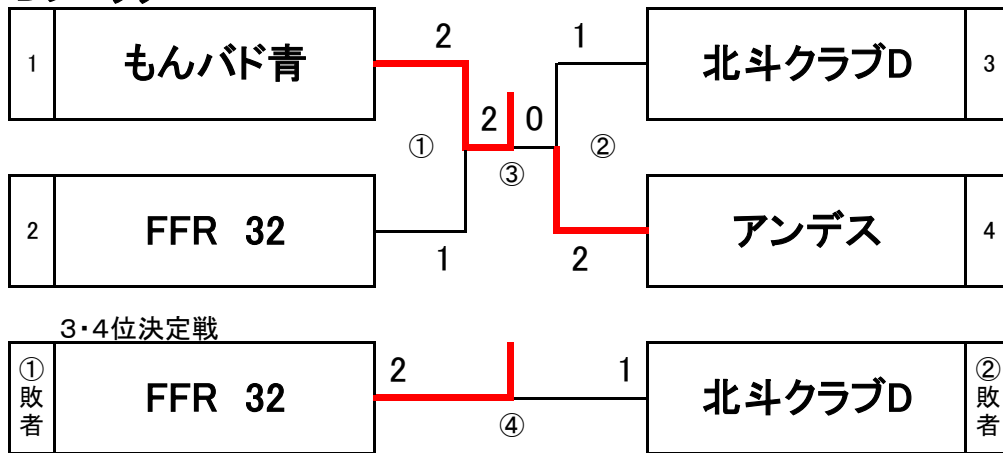 1 もんバド青 2 1 北斗クラブD 3
① 2 0 ②
③
2 FFR 32 1 2 アンデス 4
3・4位決定戦
①敗者 FFR 32 2 1 北斗クラブD ②敗者
④